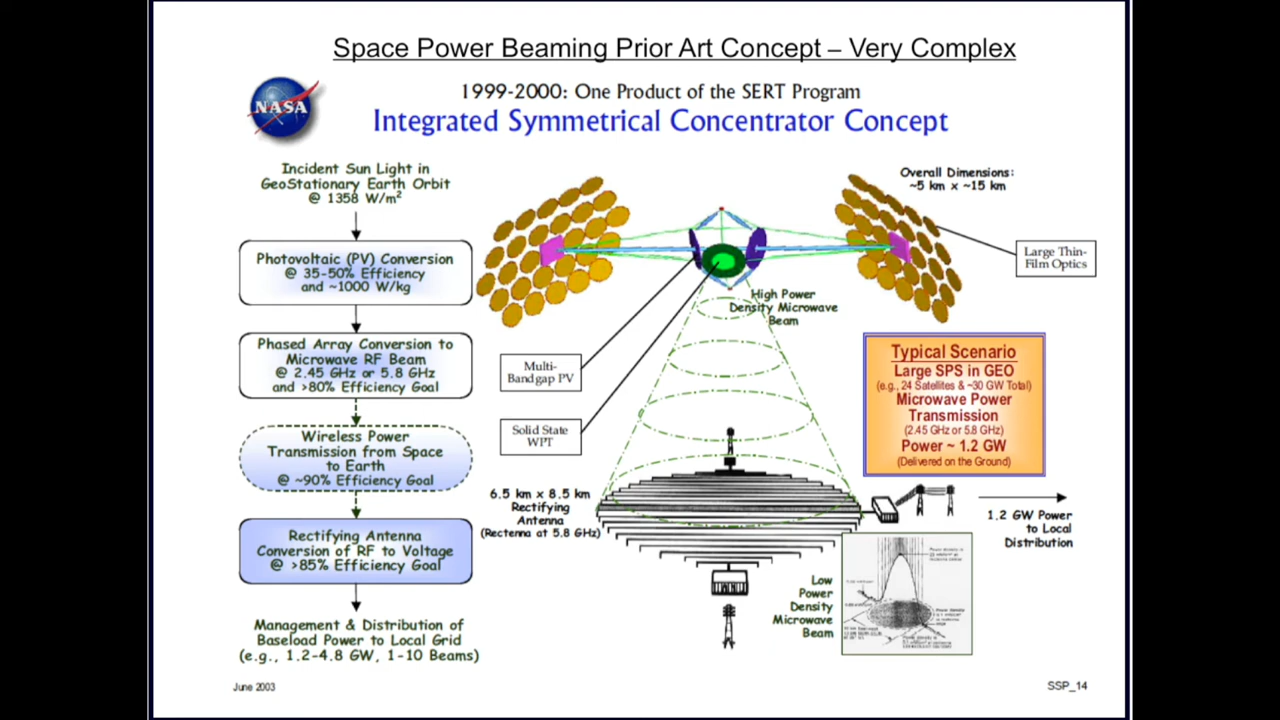 Space Power Beaming Prior Art Concept – Very Complex
NASA
1999-2000: One Product of the SERT Program
Integrated Symmetrical Concentrator Concept
Incident Sun Light in
GeoStationary Earth Orbit
@ 1358 W/m²
Photovoltaic (PV) Conversion
@ 35-50% Efficiency
and ~1000 W/kg
Phased Array Conversion to
Microwave RF Beam
@ 2.45 GHz or 5.8 GHz
and >80% Efficiency Goal
Wireless Power
Transmission from Space
to Earth
@ ~90% Efficiency Goal
Rectifying Antenna
Conversion of RF to Voltage
@ >85% Efficiency Goal
Management & Distribution of
Baseload Power to Local Grid
(e.g., 1.2-4.8 GW, 1-10 Beams)
Overall Dimensions:
~5 km x ~15 km
Large Thin-
Film Optics
High Power
Density Microwave
Beam
Multi-
Bandgap PV
Solid State
WPT
Typical Scenario
Large SPS in GEO
(e.g., 24 Satellites & ~30 GW Total)
Microwave Power
Transmission
(2.45 GHz or 5.8 GHz)
Power ~ 1.2 GW
(Delivered on the Ground)
6.5 km x 8.5 km
Rectifying
Antenna
(Rectenna at 5.8 GHz)
1.2 GW Power
to Local
Distribution
Low
Power
Density
Microwave
Beam
June 2003
SSP_14